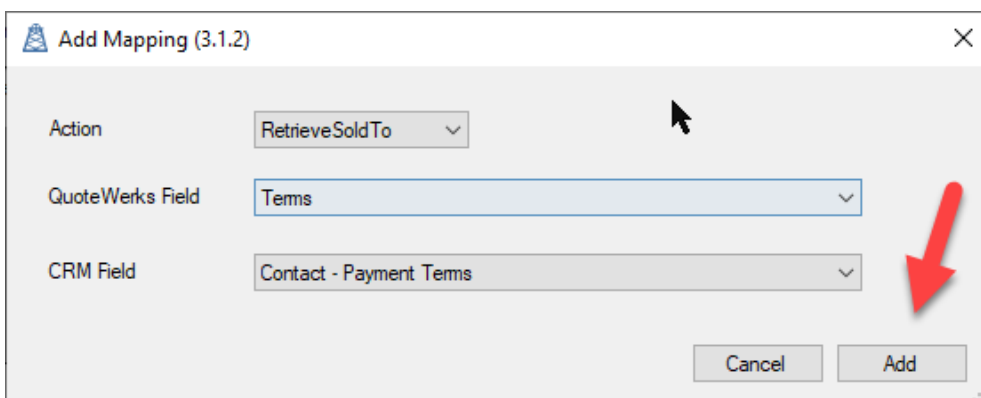 Add Mapping (3.1.2)
Action RetrieveSoldTo
QuoteWerks Field Terms
CRM Field Contact - Payment Terms
Cancel Add